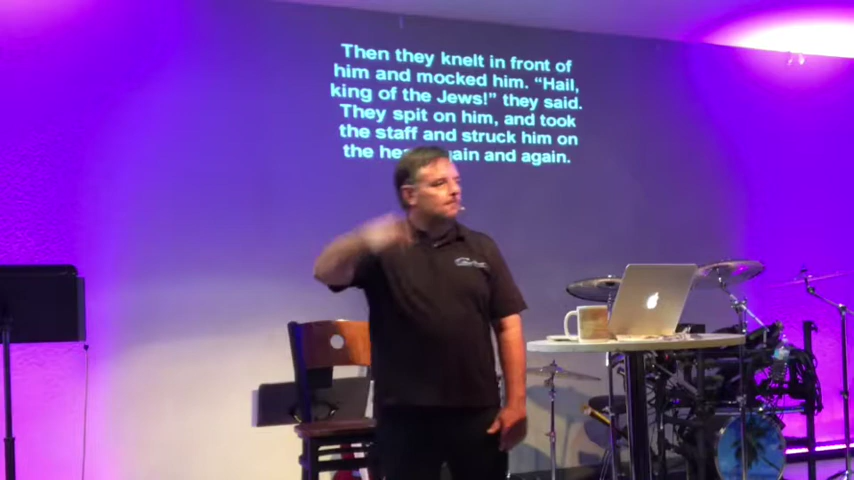 Then they knelt in front of
him and mocked him. “Hail,
king of the Jews!” they said.
They spit on him, and took
the staff and struck him on
the again and again.